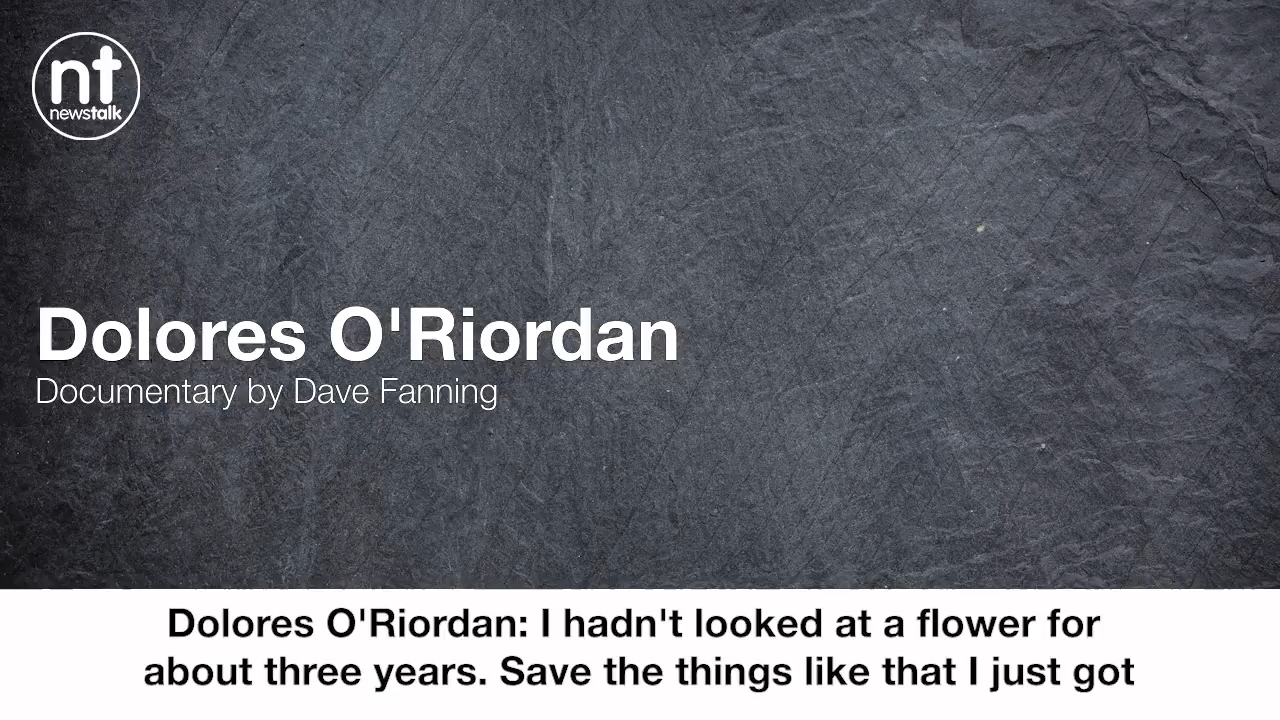 nt
newstalk
Dolores O'Riordan
Documentary by Dave Fanning
Dolores O'Riordan: I hadn't looked at a flower for
about three years. Save the things like that I just got